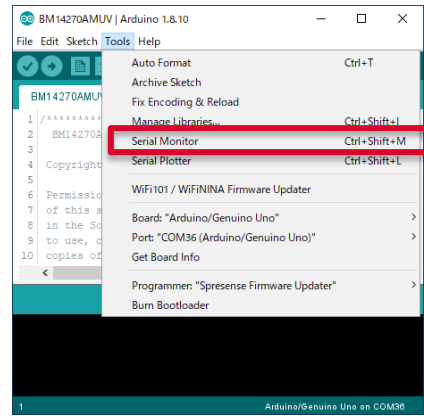 BM14270AMUV | Arduino 1.8.10
File Edit Sketch Tools Help
Auto Format Ctrl+T
Archive Sketch
BM14270AMUV
Fix Encoding & Reload
1 /*********
Manage Libraries... Ctrl+Shift+I
2 BM14270A
Serial Monitor Ctrl+Shift+M
3
4 Copyright
Serial Plotter Ctrl+Shift+L
5
WiFi101 / WiFiNINA Firmware Updater
6 Permissio
7 of this s
Board: "Arduino/Genuino Uno"
8 in the So
Port: "COM36 (Arduino/Genuino Uno)"
9 to use, c
10 copies of
Get Board Info
Programmer: "Spresense Firmware Updater"
Burn Bootloader
1 Arduino/Genuino Uno on COM36